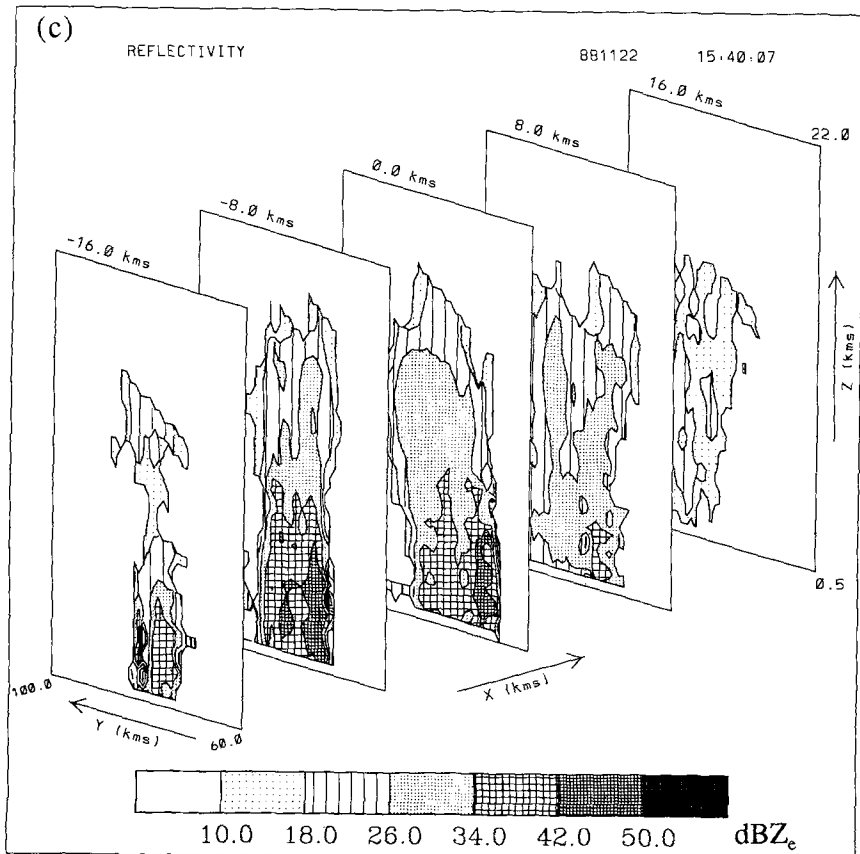 (c)
REFLECTIVITY 881122 15:40:07
16.0 kms
22.0
8.0 kms
0.0 kms
-8.0 kms
-16.0 kms
Z (kms)
0.5
X (kms)
100.0
Y (kms)
60.0
10.0 18.0 26.0 34.0 42.0 50.0 dBZe